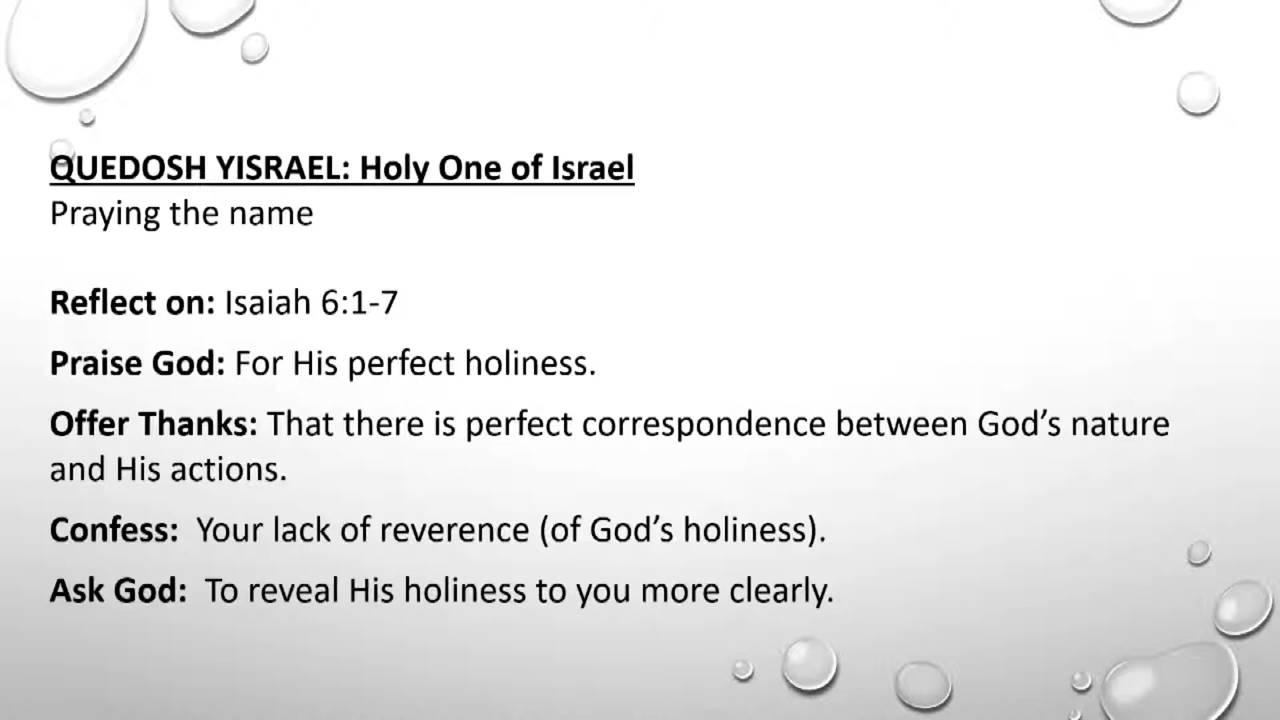 QUEDOSH YISRAEL: Holy One of Israel
Praying the name
Reflect on: Isaiah 6:1-7
Praise God: For His perfect holiness.
Offer Thanks: That there is perfect correspondence between God’s nature
and His actions.
Confess:  Your lack of reverence (of God’s holiness).
Ask God:  To reveal His holiness to you more clearly.